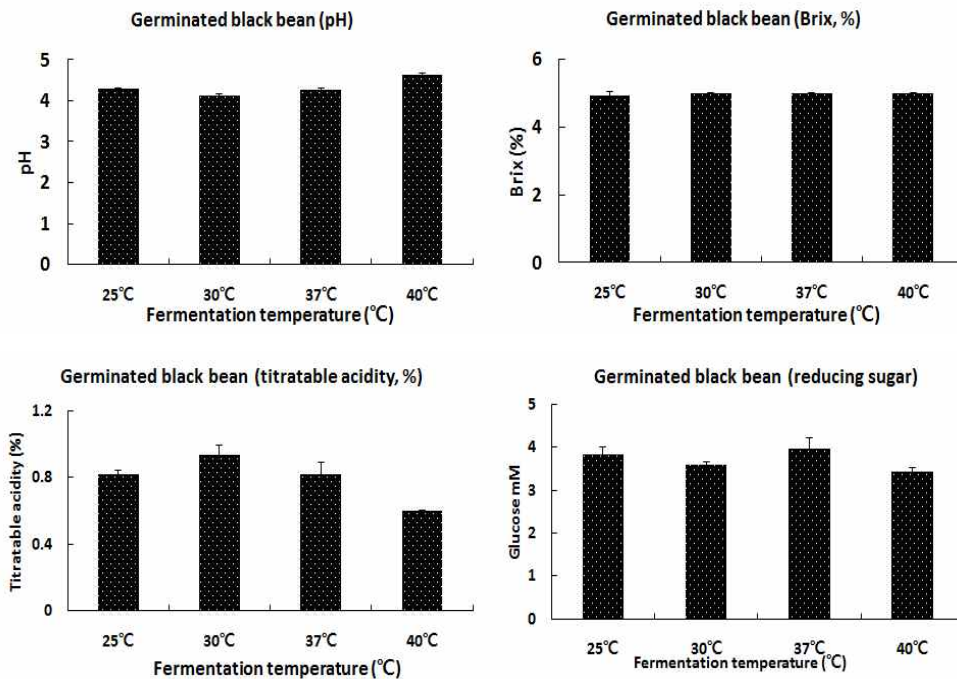 Germinated black bean (pH)
5
4
3
2
1
0
pH
25℃ 30℃ 37℃ 40℃
Fermentation temperature (℃)
Germinated black bean (Brix, %)
6
4
2
0
Brix (%)
25℃ 30℃ 37℃ 40℃
Fermentation temperature (℃)
Germinated black bean (titratable acidity, %)
1.2
0.8
0.4
0
Titratable acidity (%)
25℃ 30℃ 37℃ 40℃
Fermentation temperature (℃)
Germinated black bean (reducing sugar)
5
4
3
2
1
0
Glucose mM
25℃ 30℃ 37℃ 40℃
Fermentation temperature (℃)